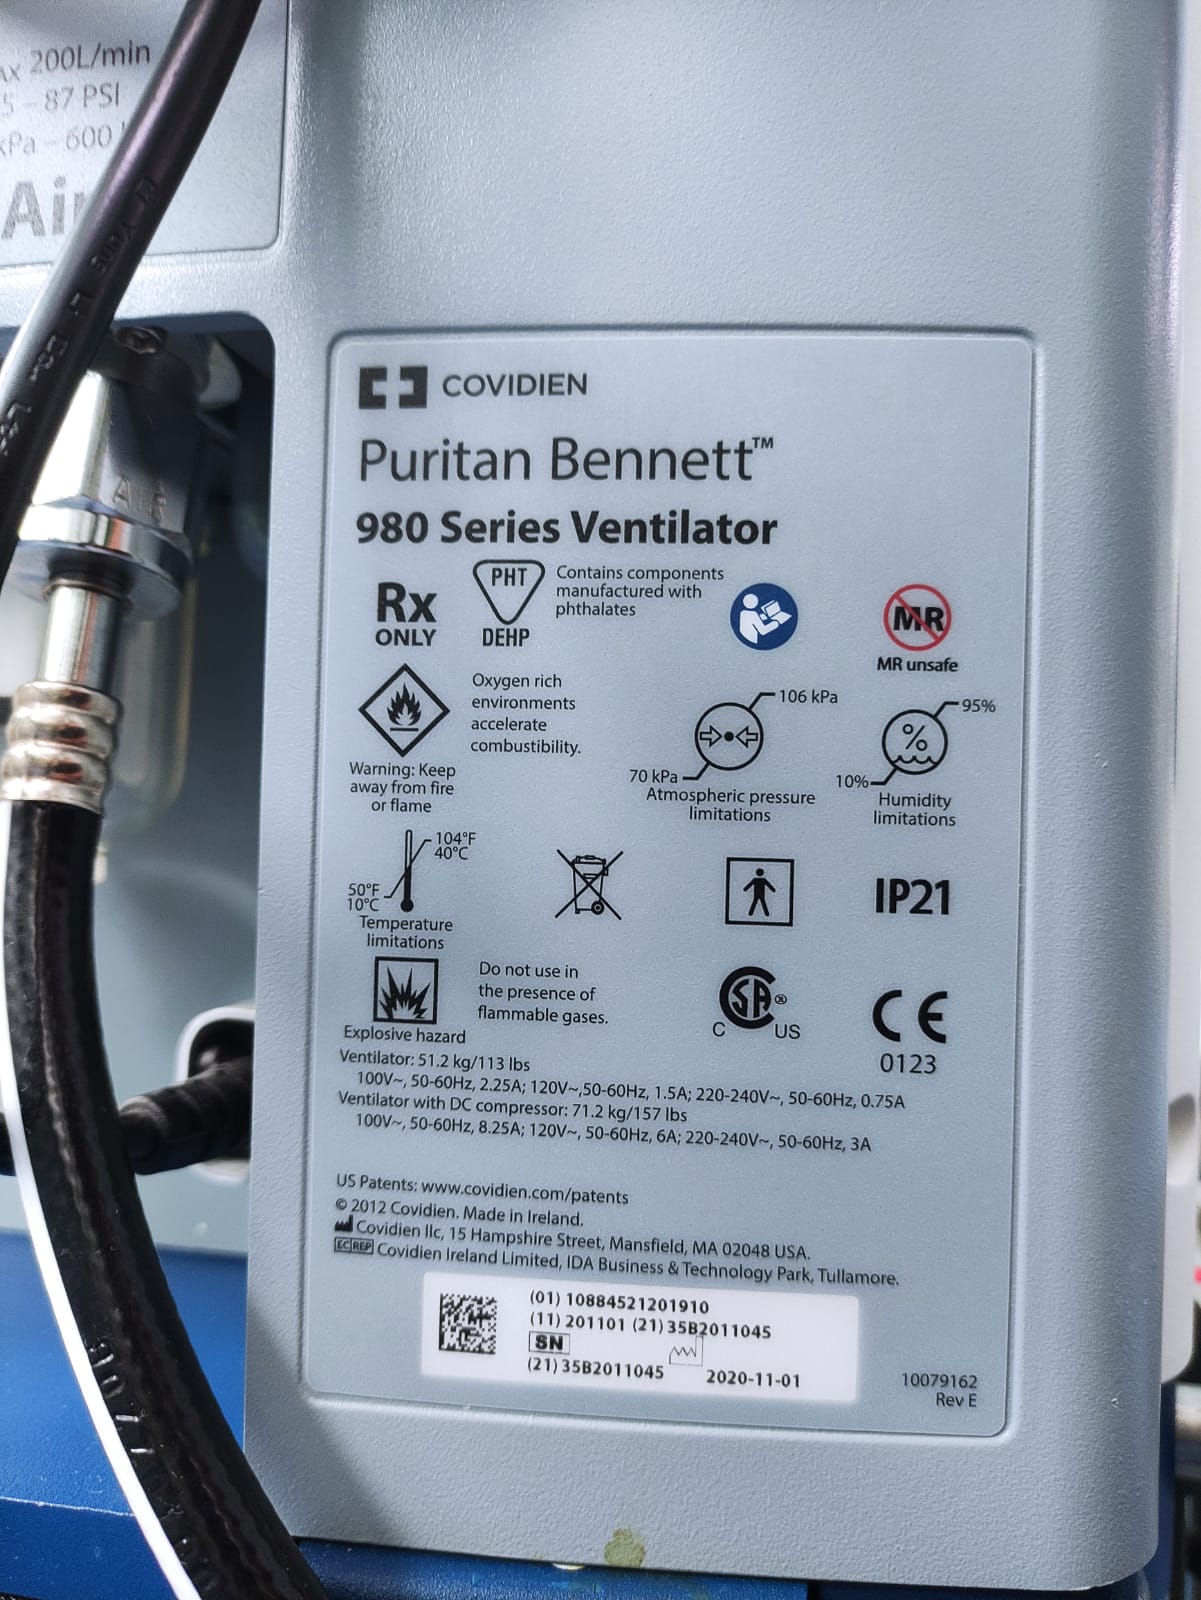 200L/min
87 PSI
600
AIR
COVIDIEN
Puritan Bennett™
980 Series Ventilator
Rx
ONLY
PHT
DEHP
Contains components
manufactured with
phthalates
MR
MR unsafe
Oxygen rich
environments
accelerate
combustibility.
Warning: Keep
away from fire
or flame
106 kPa
70 kPa
Atmospheric pressure
limitations
95%
%
10%
Humidity
limitations
104°F
40°C
50°F
10°C
Temperature
limitations
IP21
Explosive hazard
Do not use in
the presence of
flammable gases.
C SA ® US
CE
0123
Ventilator: 51.2 kg/113 lbs
100V~, 50-60Hz, 2.25A; 120V~,50-60Hz, 1.5A; 220-240V~, 50-60Hz, 0.75A
Ventilator with DC compressor: 71.2 kg/157 lbs
100V~, 50-60Hz, 8.25A; 120V~, 50-60Hz, 6A; 220-240V~, 50-60Hz, 3A
US Patents: www.covidien.com/patents
© 2012 Covidien. Made in Ireland.
Covidien llc, 15 Hampshire Street, Mansfield, MA 02048 USA.
EC REP Covidien Ireland Limited, IDA Business & Technology Park, Tullamore.
(01) 10884521201910
(11) 201101 (21) 35B2011045
SN
(21) 35B2011045
2020-11-01
10079162
Rev E